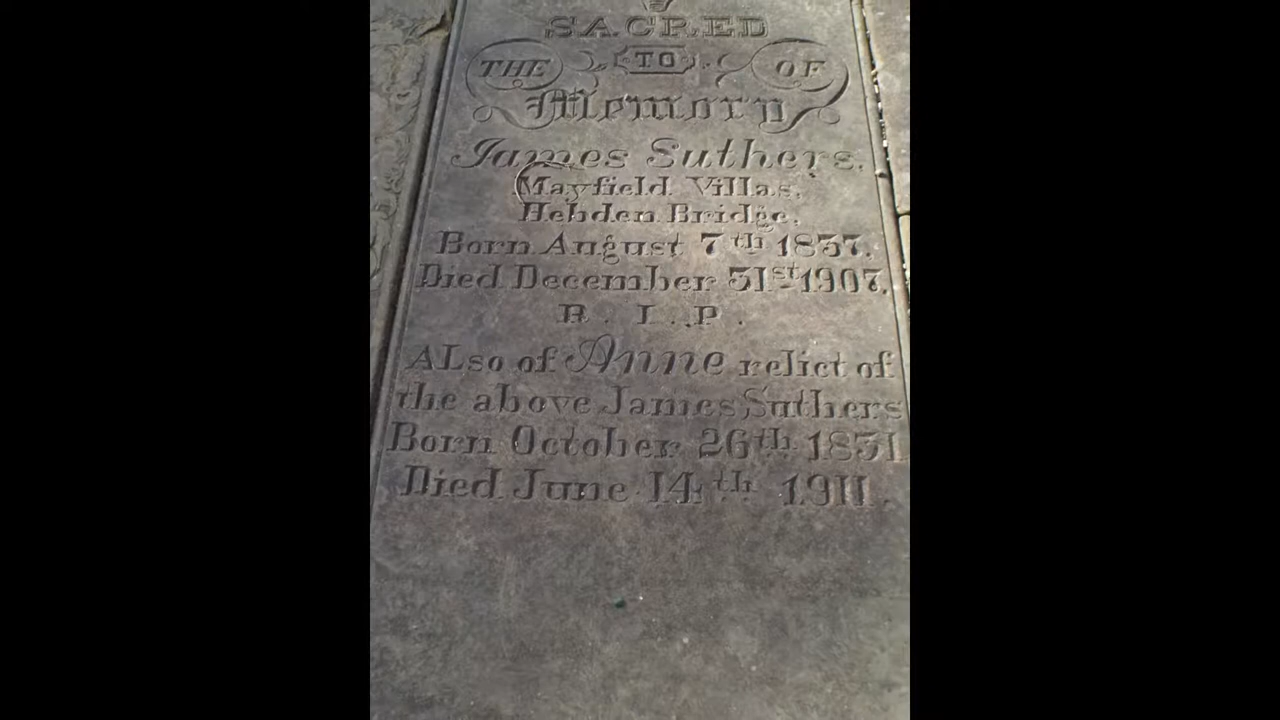 SACRED
THE TO OF
Memory
James Suthers.
Mayfield Villas,
Hebden Bridge.
Born August 7th 1837.
Died December 31st 1907.
R. I. P.
ALso of Anne relict of
the above James Suthers
Born October 26th 1831
Died June 14th 1911.